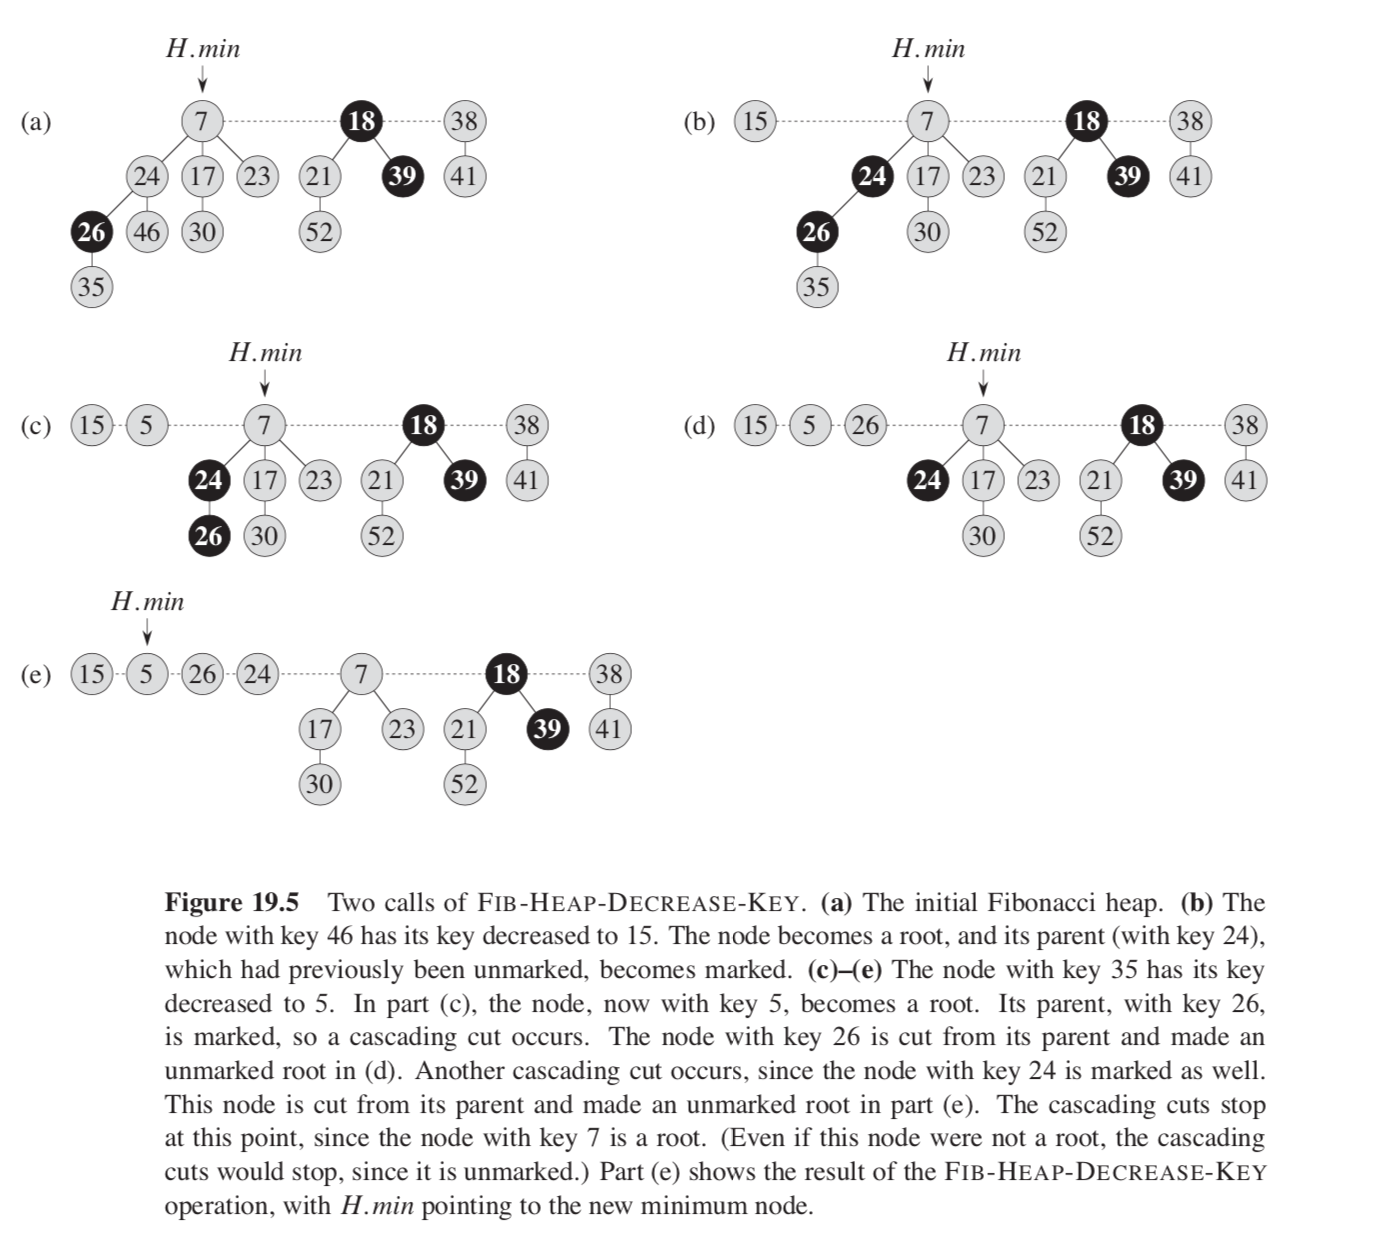 H.min H.min
(a) 7 18 38 (b) 15 7 18 38
24 17 23 21 39 41 24 17 23 21 39 41
26 46 30 52 26 30 52
35 35
H.min H.min
(c) 15 5 7 18 38 (d) 15 5 26 7 18 38
24 17 23 21 39 41 24 17 23 21 39 41
26 30 52 30 52
H.min
(e) 15 5 26 24 7 18 38
17 23 21 39 41
30 52
Figure 19.5 Two calls of FIB-HEAP-DECREASE-KEY. (a) The initial Fibonacci heap. (b) The
node with key 46 has its key decreased to 15. The node becomes a root, and its parent (with key 24),
which had previously been unmarked, becomes marked. (c)–(e) The node with key 35 has its key
decreased to 5. In part (c), the node, now with key 5, becomes a root. Its parent, with key 26,
is marked, so a cascading cut occurs. The node with key 26 is cut from its parent and made an
unmarked root in (d). Another cascading cut occurs, since the node with key 24 is marked as well.
This node is cut from its parent and made an unmarked root in part (e). The cascading cuts stop
at this point, since the node with key 7 is a root. (Even if this node were not a root, the cascading
cuts would stop, since it is unmarked.) Part (e) shows the result of the FIB-HEAP-DECREASE-KEY
operation, with H.min pointing to the new minimum node.